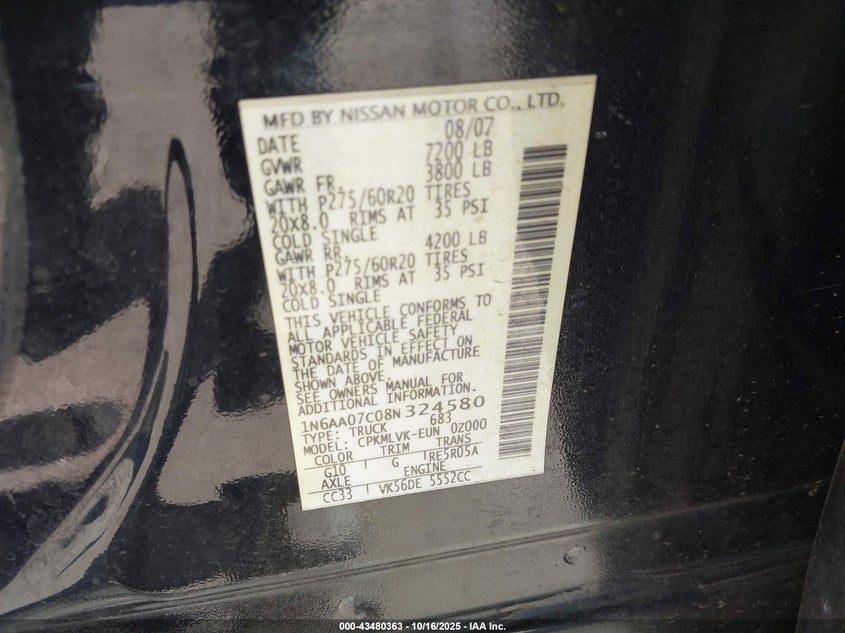 MFD BY NISSAN MOTOR CO., LTD.
DATE 08/07
GVWR 7200 LB
GAWR FR. 3800 LB
WITH P275/60R20 TIRES
20X8.0 RIMS AT 35 PSI
COLD SINGLE
GAWR RR. 4200 LB
WITH P275/60R20 TIRES
20X8.0 RIMS AT 35 PSI
COLD SINGLE
THIS VEHICLE CONFORMS TO
ALL APPLICABLE FEDERAL
MOTOR VEHICLE SAFETY
STANDARDS IN EFFECT ON
THE DATE OF MANUFACTURE
SHOWN ABOVE.
SEE OWNERS MANUAL FOR
ADDITIONAL INFORMATION.
1N6AA07C08N324580
TYPE: TRUCK 683
MODEL: CPKMLVK-EUN 0Z000
COLOR TRIM TRANS
G10 G RE5R05A
AXLE ENGINE
CC33 VK56DE 5552CC
000-43480363 - 10/16/2025 - IAA Inc.